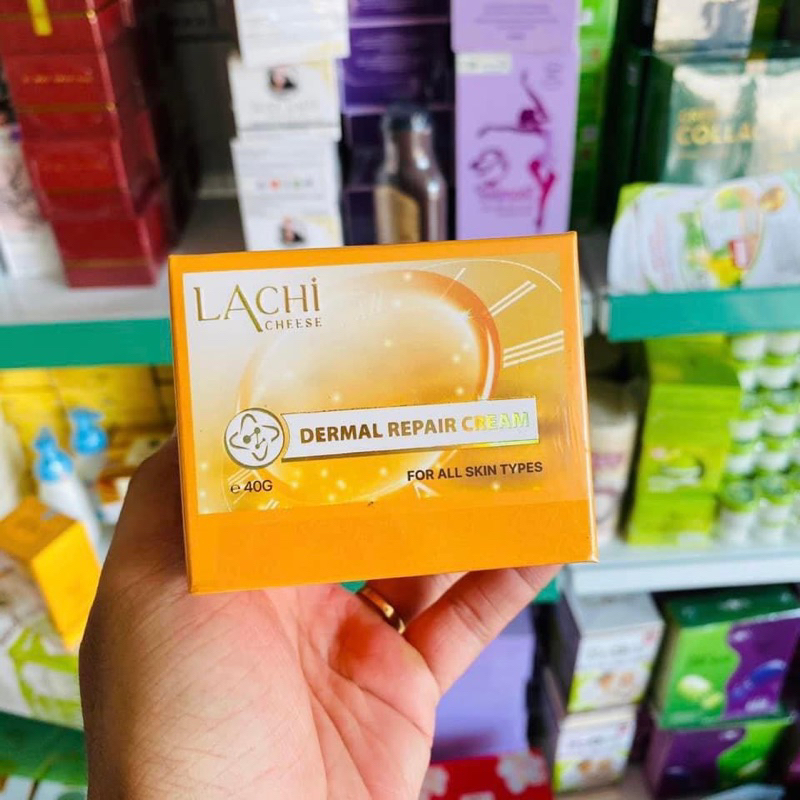 LACHi
CHEESE
DERMAL REPAIR CREAM
FOR ALL SKIN TYPES
℮ 40G